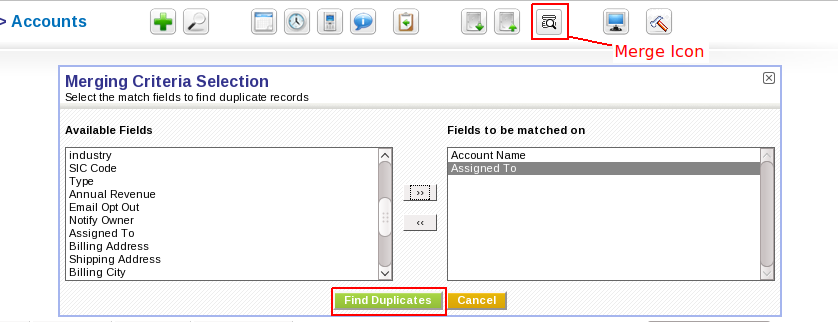 > Accounts
Merge Icon
Merging Criteria Selection
Select the match fields to find duplicate records
Available Fields
industry
SIC Code
Type
Annual Revenue
Email Opt Out
Notify Owner
Assigned To
Billing Address
Shipping Address
Billing City
>>
<<
Fields to be matched on
Account Name
Assigned To
Find Duplicates
Cancel